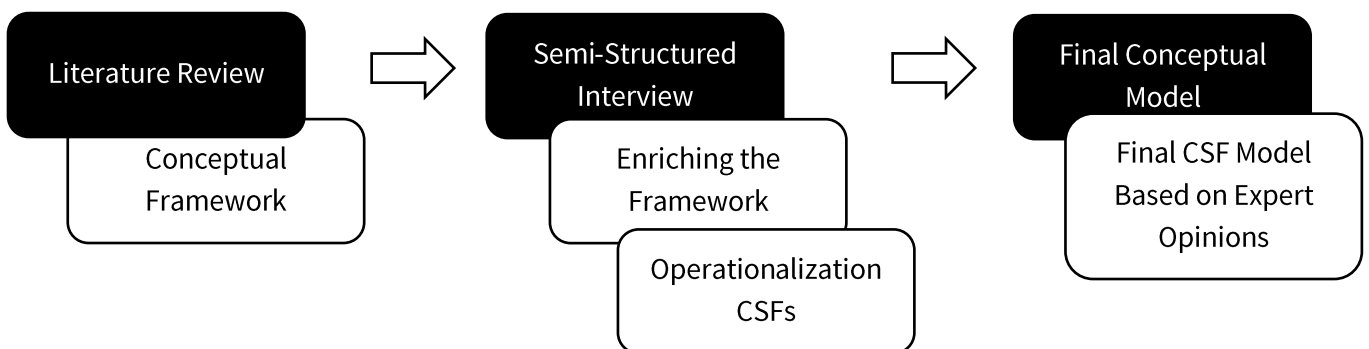 Literature Review
Conceptual
Framework
Semi-Structured
Interview
Enriching the
Framework
Operationalization
CSFs
Final Conceptual
Model
Final CSF Model
Based on Expert
Opinions